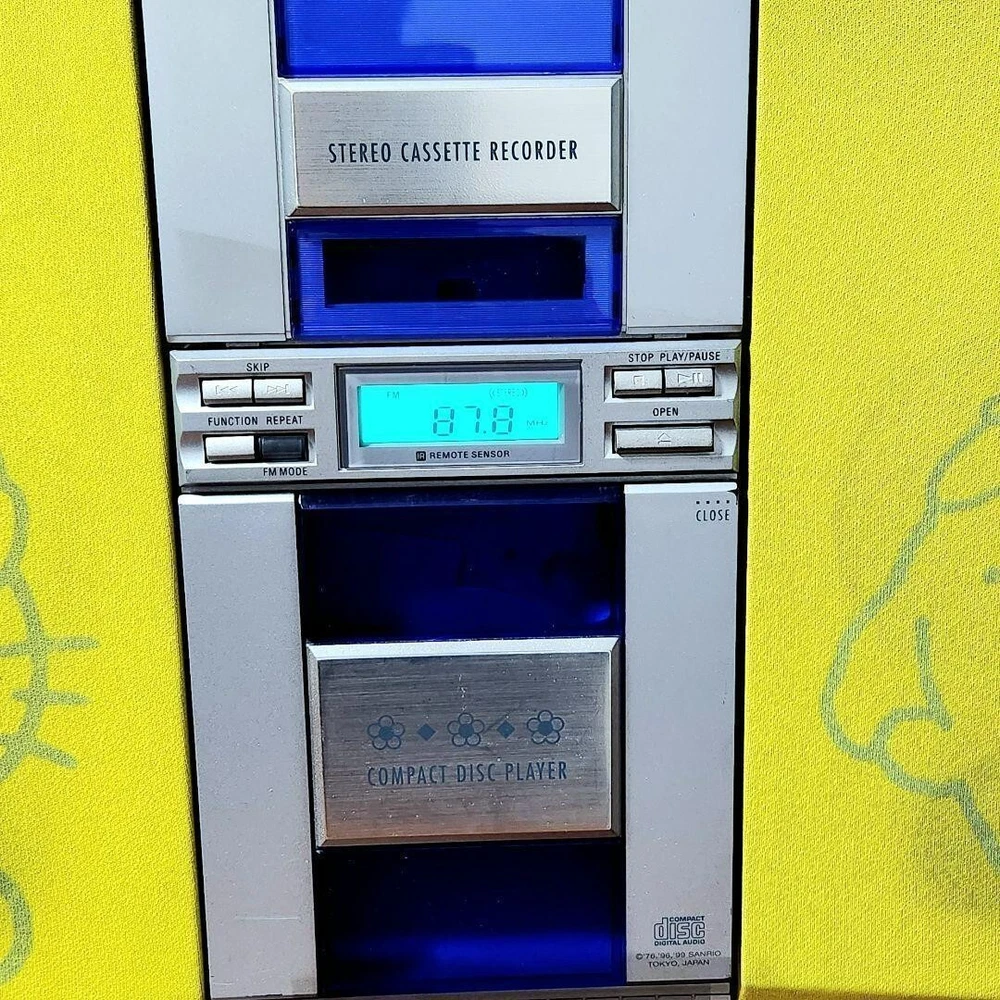 STEREO CASSETTE RECORDER
SKIP
STOP PLAY/PAUSE
FM
87.8 MHz
FUNCTION REPEAT
OPEN
IR REMOTE SENSOR
FM MODE
CLOSE
COMPACT DISC PLAYER
COMPACT
disc
DIGITAL AUDIO
©'76,'96,'99 SANRIO
TOKYO, JAPAN